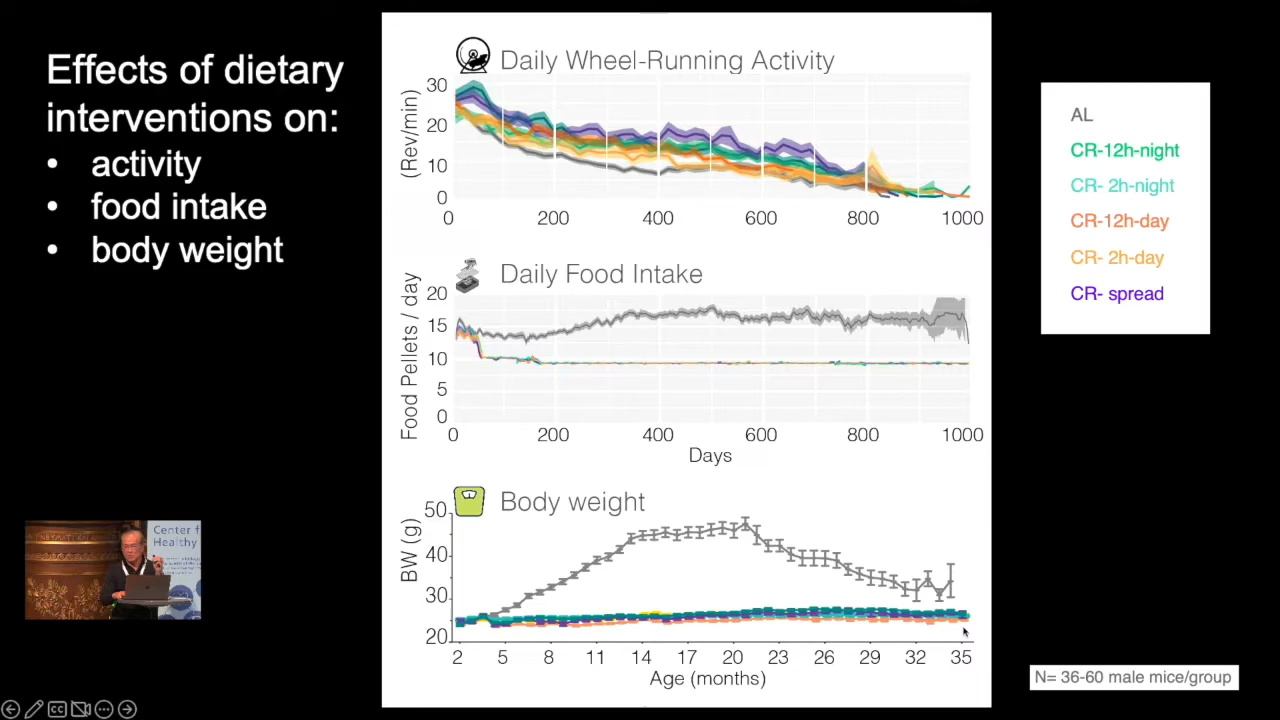 Effects of dietary
interventions on:
• activity
• food intake
• body weight
Daily Wheel-Running Activity
(Rev/min)
30
20
10
0
0 200 400 600 800 1000
Daily Food Intake
Food Pellets / day
20
15
10
5
0
0 200 400 600 800 1000
Days
Body weight
BW (g)
50
40
30
20
2 5 8 11 14 17 20 23 26 29 32 35
Age (months)
AL
CR-12h-night
CR- 2h-night
CR-12h-day
CR- 2h-day
CR- spread
Center f
Healthy
N= 36-60 male mice/group
CC